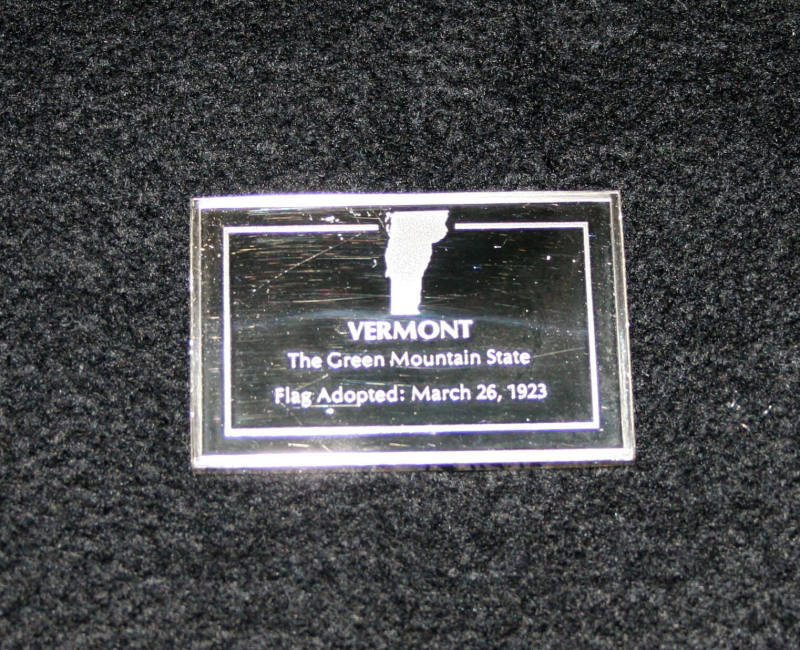 VERMONT
The Green Mountain State
Flag Adopted: March 26, 1923